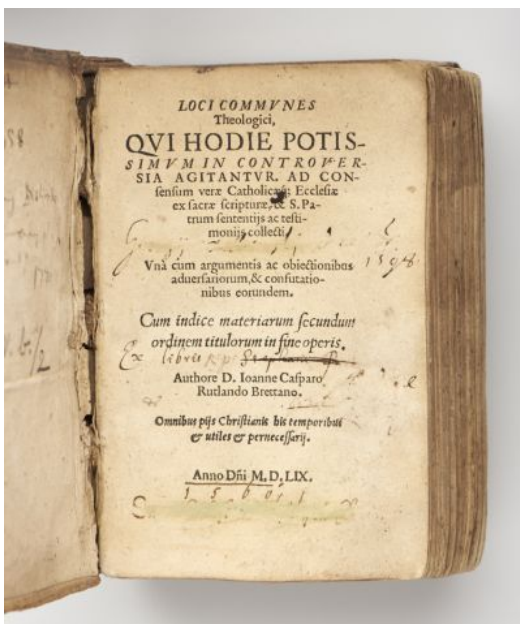 LOCI COMMVNES
Theologici,
QVI HODIE POTIS-
SIMVM IN CONTROVER-
SIA AGITANTVR. AD CON-
sensum veræ Catholicæq; Ecclesiæ
ex sacræ scripturæ, & S. Pa-
trum sententijs ac testi-
monijs collecti,
Vnà cum argumentis ac obiectionibus
1598
aduersariorum, & confutatio-
nibus eorundem.
Cum indice materiarum secundum
ordinem titulorum in fine operis.
Ex libris
Authore D. Ioanne Casparo
Rutlando Brettano.
Omnibus pijs Christianis his temporibus
& utiles & pernecessarij.
Anno Dñi M. D. LIX.